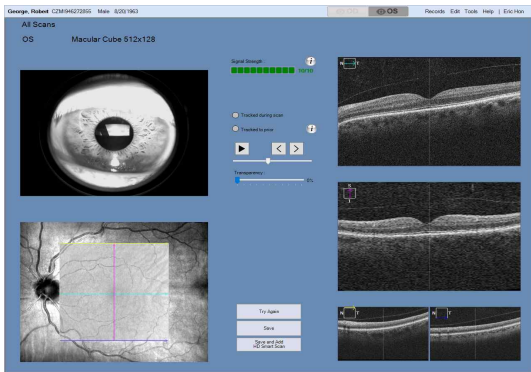 George, Robert CZMI946272855 Male 8/20/1963
OD
OS
Records Edit Tools Help | Eric Hon
All Scans
OS Macular Cube 512x128
Signal Strength
10/10
Tracked during scan
Tracked to prior
Transparency :
0%
Try Again
Save
Save and Add
HD Smart Scan
N T
S
I
N T
N T